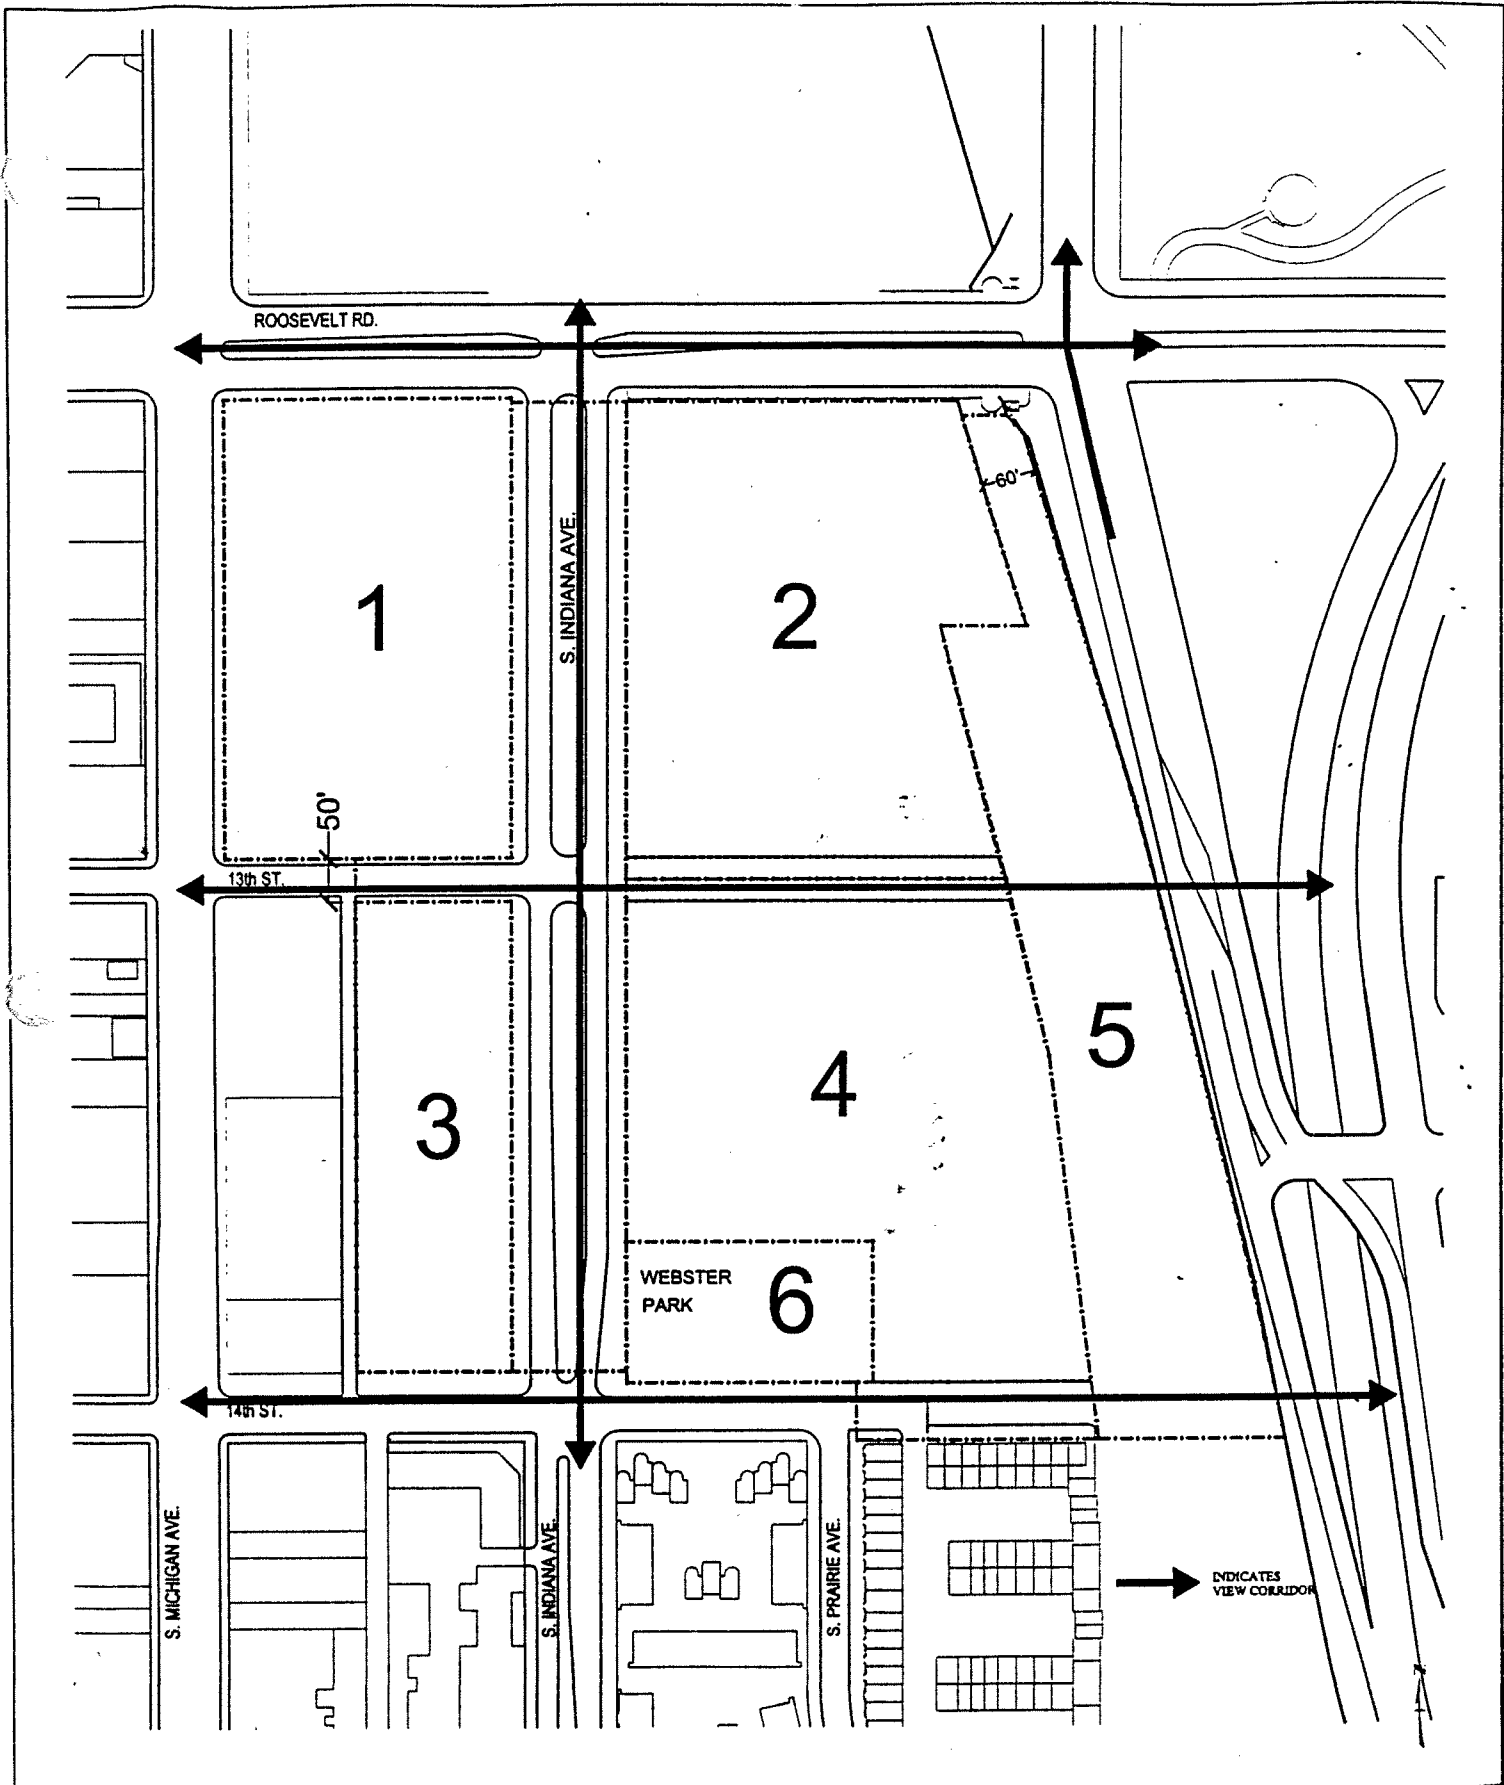 ROOSEVELT RD.
60'
S. INDIANA AVE.
1
2
50'
13th ST.
5
4
3
WEBSTER
PARK
6
14th ST.
S. MICHIGAN AVE.
S. INDIANA AVE.
S. PRAIRIE AVE.
INDICATES
VIEW CORRIDOR
N